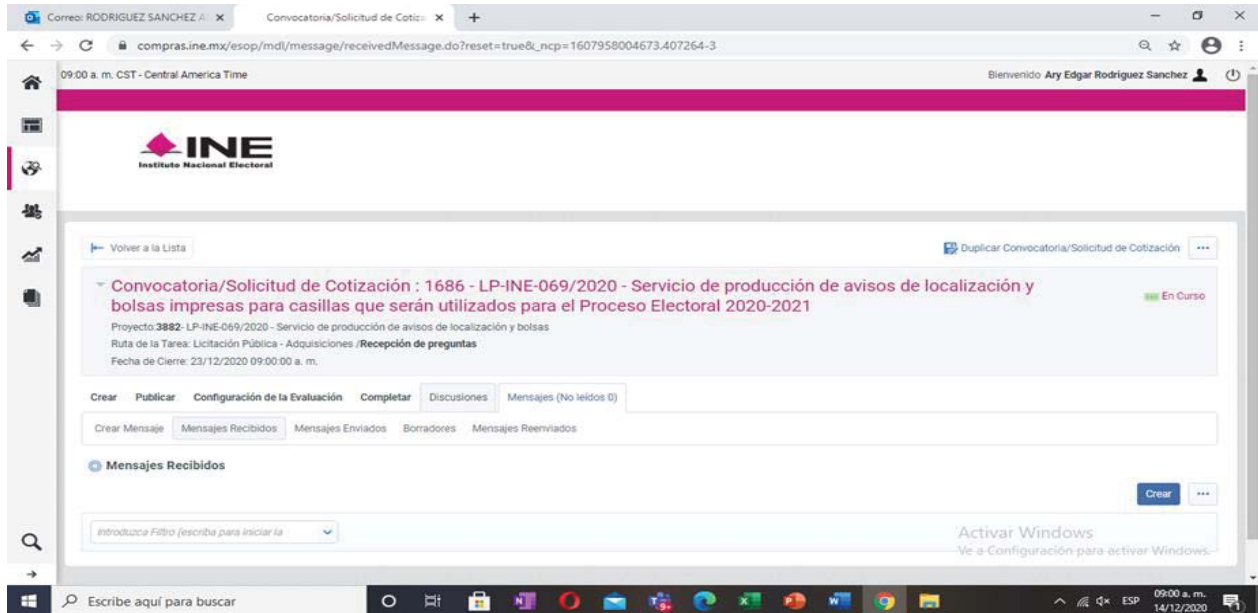 Correo: RODRIGUEZ SANCHEZ A
Convocatoria/Solicitud de Cotiz
compras.ine.mx/esop/mdl/message/receivedMessage.do?reset=true&_ncp=1607958004673.407264-3
09:00 a. m. CST - Central America Time
Bienvenido Ary Edgar Rodriguez Sanchez
INE
Instituto Nacional Electoral
Volver a la Lista
Duplicar Convocatoria/Solicitud de Cotización
Convocatoria/Solicitud de Cotización : 1686 - LP-INE-069/2020 - Servicio de producción de avisos de localización y
bolsas impresas para casillas que serán utilizados para el Proceso Electoral 2020-2021
En Curso
Proyecto:3882- LP-INE-069/2020 - Servicio de producción de avisos de localización y bolsas
Ruta de la Tarea: Licitación Pública - Adquisiciones /Recepción de preguntas
Fecha de Cierre: 23/12/2020 09:00:00 a. m.
Crear Publicar Configuración de la Evaluación Completar Discusiones Mensajes (No leídos 0)
Crear Mensaje Mensajes Recibidos Mensajes Enviados Borradores Mensajes Reenviados
Mensajes Recibidos
Crear
Introduzca Filtro (escriba para iniciar la
Activar Windows
Ve a Configuración para activar Windows.
Escribe aquí para buscar
ESP
09:00 a. m.
14/12/2020